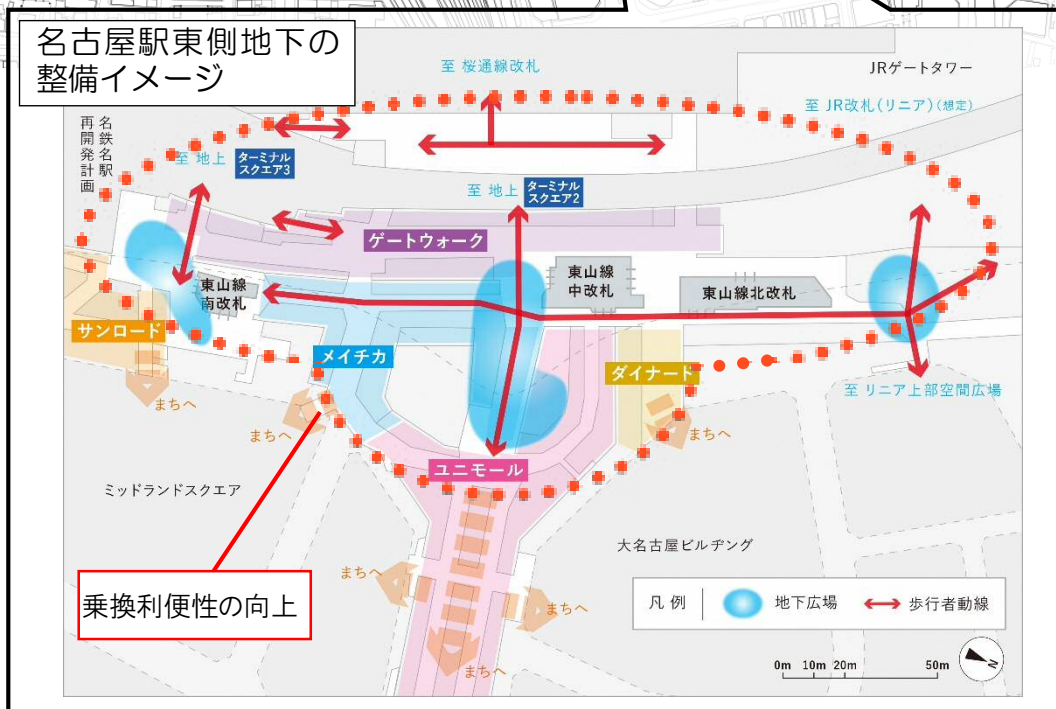 名古屋駅東側地下の
整備イメージ
至 桜通線改札
JRゲートタワー
至 JR改札(リニア)(想定)
名鉄名駅
再開発計画
至 地上
ターミナル
スクエア3
至 地上
ターミナル
スクエア2
ゲートウォーク
東山線
南改札
東山線
中改札
東山線北改札
サンロード
メイチカ
ダイナード
至 リニア上部空間広場
まちへ
まちへ
まちへ
ユニモール
ミッドランドスクエア
大名古屋ビルヂング
乗換利便性の向上
まちへ
まちへ
まちへ
凡 例
地下広場
歩行者動線
0m 10m 20m 50m
N